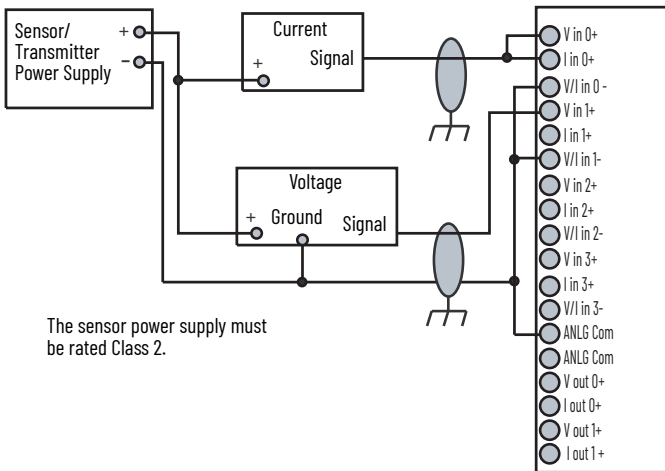 Sensor/
Transmitter
Power Supply
+
-
Current
Signal
+
Voltage
+
Ground
Signal
The sensor power supply must
be rated Class 2.
V in 0+
I in 0+
V/I in 0 -
V in 1+
I in 1+
V/I in 1-
V in 2+
I in 2+
V/I in 2-
V in 3+
I in 3+
V/I in 3-
ANLG Com
ANLG Com
V out 0+
I out 0+
V out 1+
I out 1 +